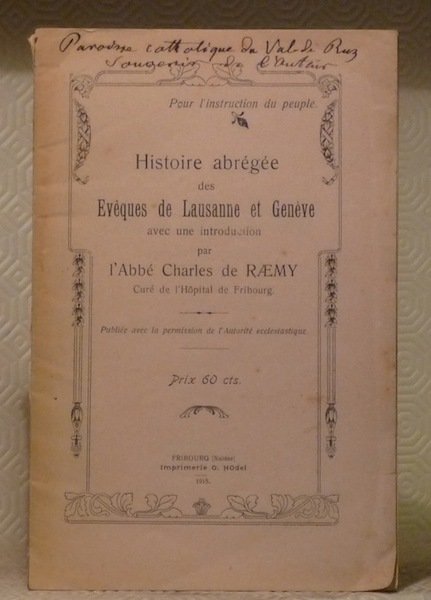 Paroisse catholique du Val-de Ruz
Souvenir de l'auteur
Pour l'instruction du peuple.
Histoire abrégée
des
Evêques de Lausanne et Genève
avec une introduction
par
l'Abbé Charles de RÆMY
Curé de l'Hôpital de Fribourg.
Publiée avec la permission de l'Autorité ecclésiastique.
Prix 60 cts.
FRIBOURG (Suisse)
Imprimerie G. Hödel
1915.